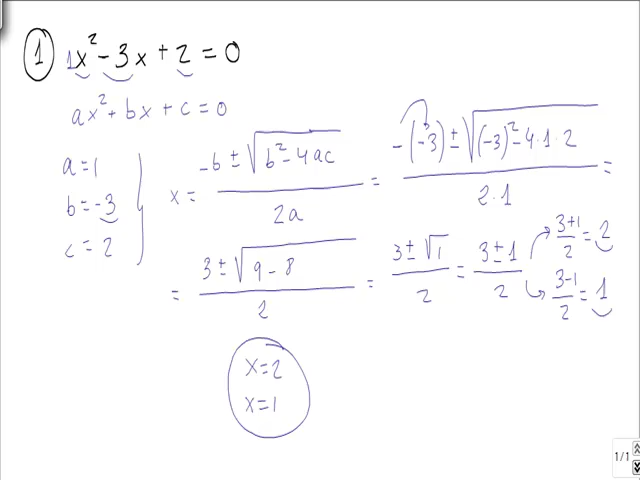 ① 1x² - 3x + 2 = 0
ax² + bx + c = 0
a = 1
b = -3
c = 2
x = (-b ± √(b² - 4ac)) / 2a = (-(-3) ± √((-3)² - 4·1·2)) / 2·1 =
= (3 ± √(9 - 8)) / 2 = (3 ± √1) / 2 = (3 ± 1) / 2
(3+1)/2 = 2
(3-1)/2 = 1
x = 2
x = 1
1/1